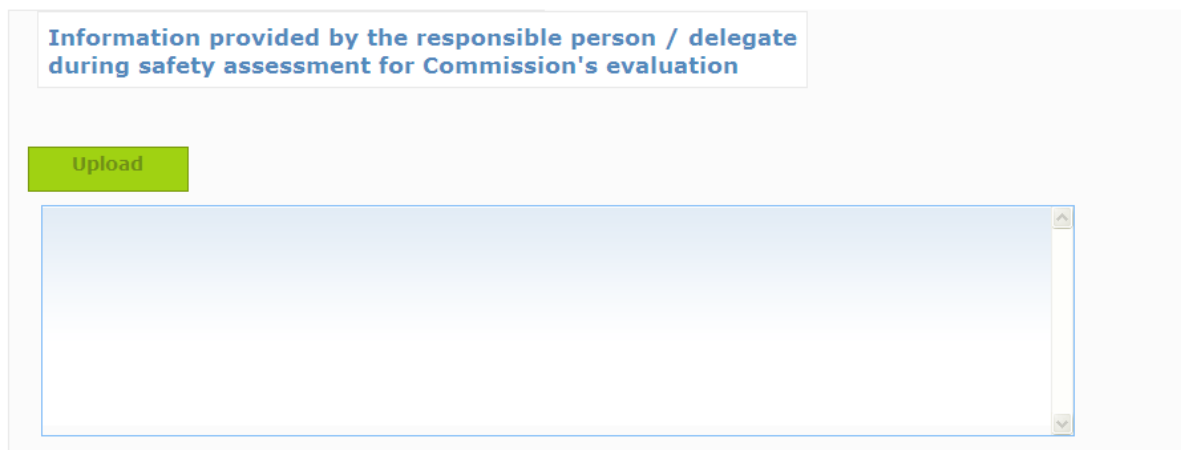 Information provided by the responsible person / delegate
during safety assessment for Commission's evaluation
Upload